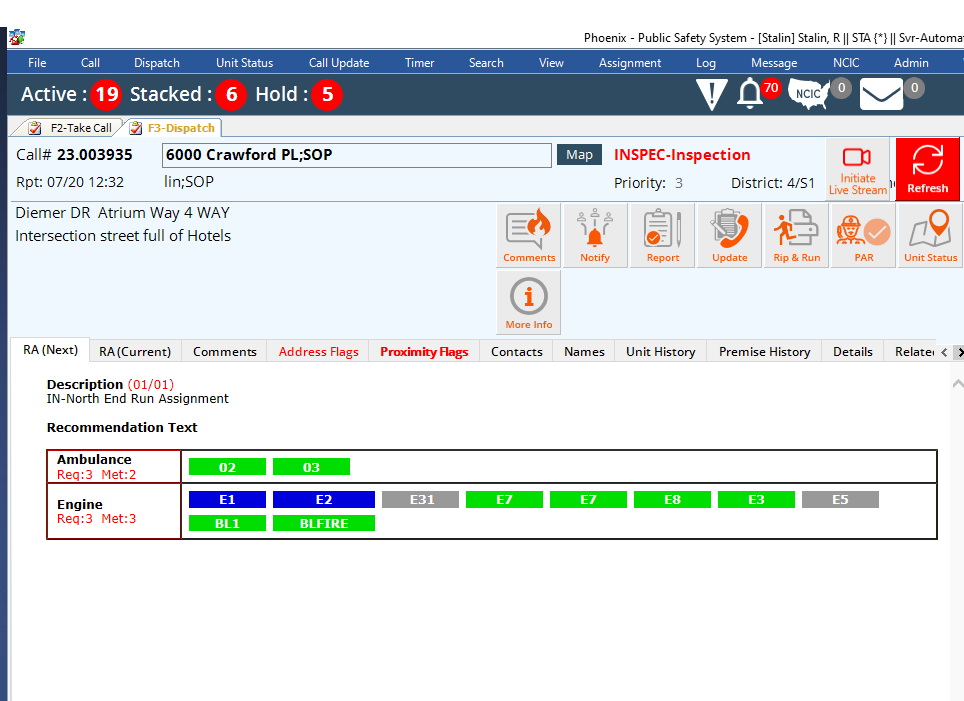 Phoenix - Public Safety System - [Stalin] Stalin, R || STA {*} || Svr-Automa
File Call Dispatch Unit Status Call Update Timer Search View Assignment Log Message NCIC Admin
Active : 19 Stacked : 6 Hold : 5 70 NCIC 0 0
F2-Take Call F3-Dispatch
Call# 23.003935 6000 Crawford PL;SOP Map INSPEC-Inspection
Rpt: 07/20 12:32 lin;SOP Priority: 3 District: 4/S1
Initiate
Live Stream
Refresh
Diemer DR Atrium Way 4 WAY
Intersection street full of Hotels
Comments Notify Report Update Rip & Run PAR Unit Status
More Info
RA (Next) RA (Current) Comments Address Flags Proximity Flags Contacts Names Unit History Premise History Details Relate
Description (01/01)
IN-North End Run Assignment
Recommendation Text
Ambulance
Req:3 Met:2
02 03
Engine
Req:3 Met:3
E1 E2 E31 E7 E7 E8 E3 E5
BL1 BLFIRE